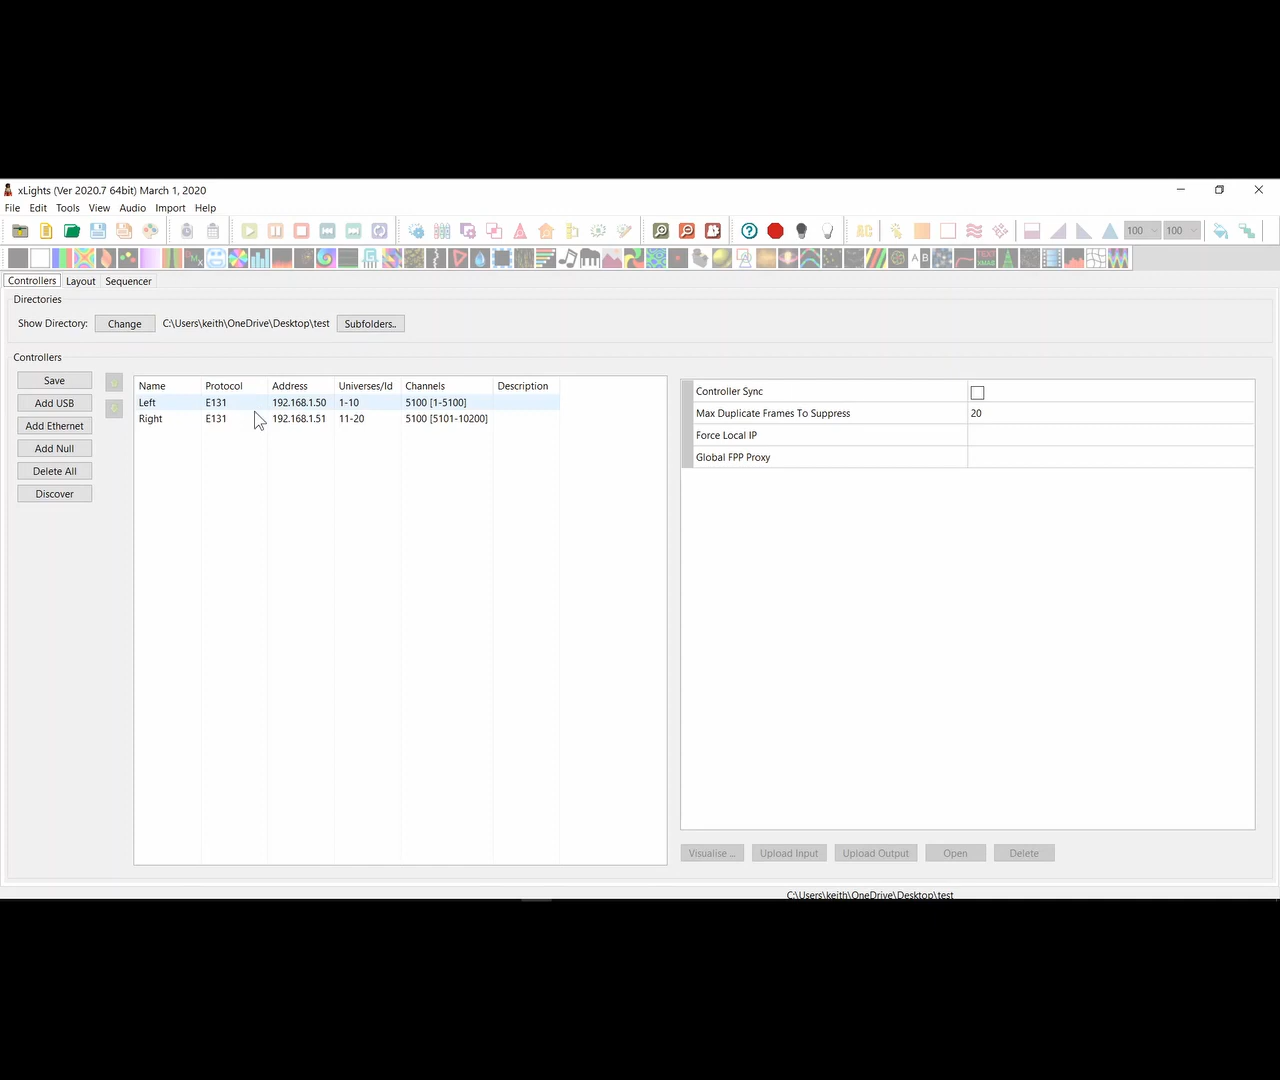 xLights (Ver 2020.7 64bit) March 1, 2020
File Edit Tools View Audio Import Help
AC 100 100
Controllers Layout Sequencer
Directories
Show Directory: Change C:\Users\keith\OneDrive\Desktop\test Subfolders..
Controllers
Save
Add USB
Add Ethernet
Add Null
Delete All
Discover
Name Protocol Address Universes/Id Channels Description
Left E131 192.168.1.50 1-10 5100 [1-5100]
Right E131 192.168.1.51 11-20 5100 [5101-10200]
Controller Sync
Max Duplicate Frames To Suppress 20
Force Local IP
Global FPP Proxy
Visualise ... Upload Input Upload Output Open Delete
C:\Users\keith\OneDrive\Desktop\test